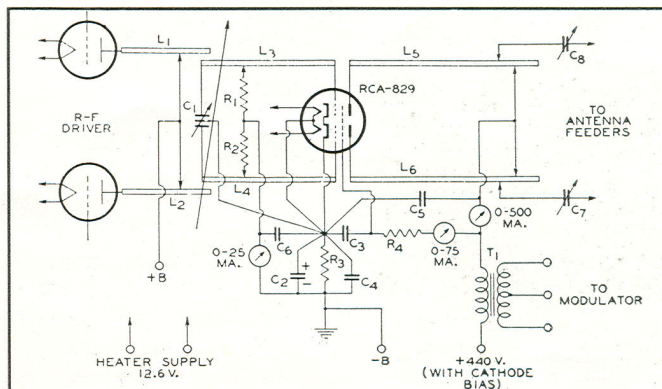 L1
L3
L5
C8
RCA-829
R-F
DRIVER
C1
R1
R2
TO
ANTENNA
FEEDERS
L2
L4
L6
C7
C5
0-500
MA.
C6
C3
R4
0-25
MA.
0-75
MA.
+B
C2
+
-
R3
C4
T1
TO
MODULATOR
-B
HEATER SUPPLY
12.6 V.
+440 V.
(WITH CATHODE
BIAS)